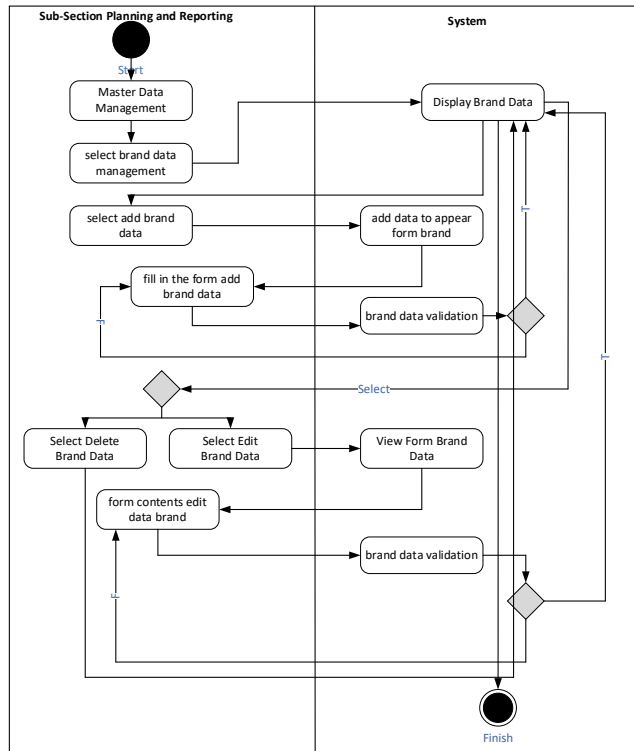 Sub-Section Planning and Reporting
System
Start
Master Data
Management
Display Brand Data
select brand data
management
select add brand
data
add data to appear
form brand
T
T
fill in the form add
brand data
brand data validation
F
Select
Select Delete
Brand Data
Select Edit
Brand Data
View Form Brand
Data
form contents edit
data brand
brand data validation
F
Finish